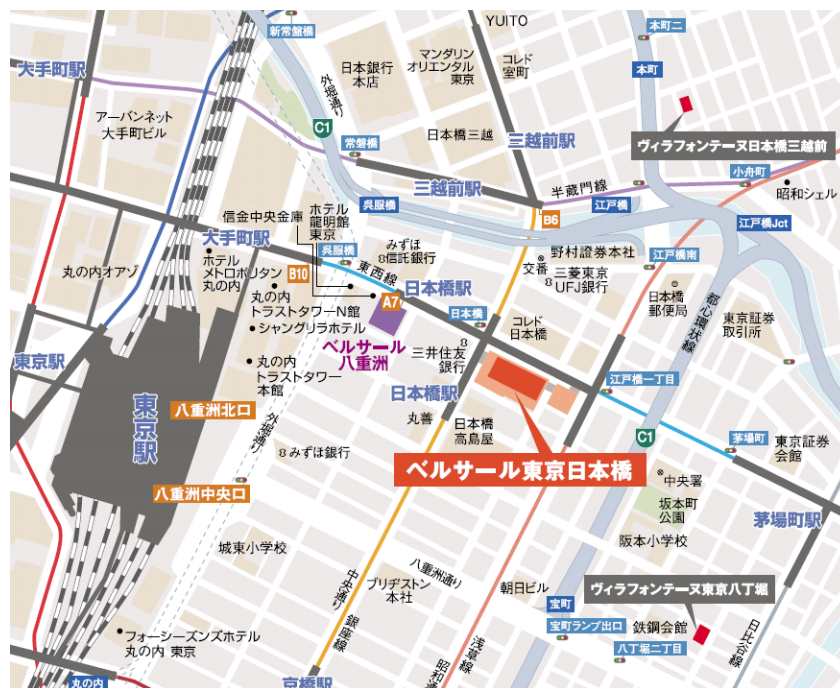 新常盤橋
YUITO
本町二
大手町駅
外堀通り
日本銀行
本店
マンダリン
オリエンタル
東京
コレド
室町
本町
アーバンネット
大手町ビル
C1
日本橋三越
三越前駅
ヴィラフォンテーヌ日本橋三越前
常盤橋
三越前駅
半蔵門線
小舟町
昭和シェル
信金中央金庫
ホテル
龍明館
東京
呉服橋
B6
江戸橋
江戸橋Jct
大手町駅
呉服橋
みずほ
信託銀行
野村證券本社
江戸橋南
丸の内オアゾ
ホテル
メトロポリタン
丸の内
B10
東西線
日本橋駅
交番
三菱東京
UFJ銀行
日本橋
郵便局
都心環状線
丸の内
トラストタワーN館
A7
日本橋
コレド
日本橋
東京証券
取引所
シャングリラホテル
ベルサール
八重洲
三井住友
銀行
東京駅
丸の内
トラストタワー
本館
日本橋駅
江戸橋一丁目
東京駅
八重洲北口
外堀通り
丸善
日本橋
高島屋
C1
茅場町
東京証券
会館
みずほ銀行
ベルサール東京日本橋
八重洲中央口
中央署
坂本町
公園
茅場町駅
城東小学校
阪本小学校
八重洲通り
中央通り
銀座線
ブリヂストン
本社
朝日ビル
ヴィラフォンテーヌ東京八丁堀
宝町
フォーシーズンズホテル
丸の内 東京
宝町ランプ出口
鉄鋼会館
浅草線
昭和通
日比谷線
八丁堀二丁目
丸の内
京橋駅